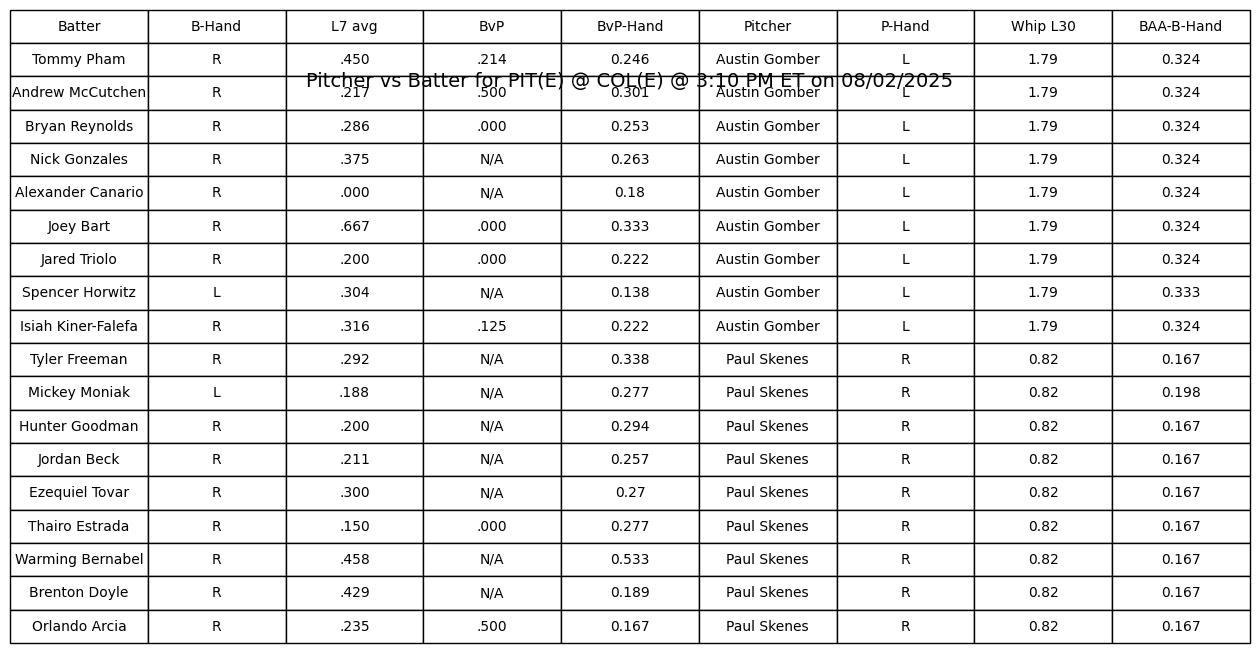 Batter B-Hand L7 avg BvP BvP-Hand Pitcher P-Hand Whip L30 BAA-B-Hand
Tommy Pham R .450 .214 0.246 Austin Gomber L 1.79 0.324
Pitcher vs Batter for PIT(E) @ COL(E) @ 3:10 PM ET on 08/02/2025
Andrew McCutchen R .217 .500 0.301 Austin Gomber L 1.79 0.324
Bryan Reynolds R .286 .000 0.253 Austin Gomber L 1.79 0.324
Nick Gonzales R .375 N/A 0.263 Austin Gomber L 1.79 0.324
Alexander Canario R .000 N/A 0.18 Austin Gomber L 1.79 0.324
Joey Bart R .667 .000 0.333 Austin Gomber L 1.79 0.324
Jared Triolo R .200 .000 0.222 Austin Gomber L 1.79 0.324
Spencer Horwitz L .304 N/A 0.138 Austin Gomber L 1.79 0.333
Isiah Kiner-Falefa R .316 .125 0.222 Austin Gomber L 1.79 0.324
Tyler Freeman R .292 N/A 0.338 Paul Skenes R 0.82 0.167
Mickey Moniak L .188 N/A 0.277 Paul Skenes R 0.82 0.198
Hunter Goodman R .200 N/A 0.294 Paul Skenes R 0.82 0.167
Jordan Beck R .211 N/A 0.257 Paul Skenes R 0.82 0.167
Ezequiel Tovar R .300 N/A 0.27 Paul Skenes R 0.82 0.167
Thairo Estrada R .150 .000 0.277 Paul Skenes R 0.82 0.167
Warming Bernabel R .458 N/A 0.533 Paul Skenes R 0.82 0.167
Brenton Doyle R .429 N/A 0.189 Paul Skenes R 0.82 0.167
Orlando Arcia R .235 .500 0.167 Paul Skenes R 0.82 0.167